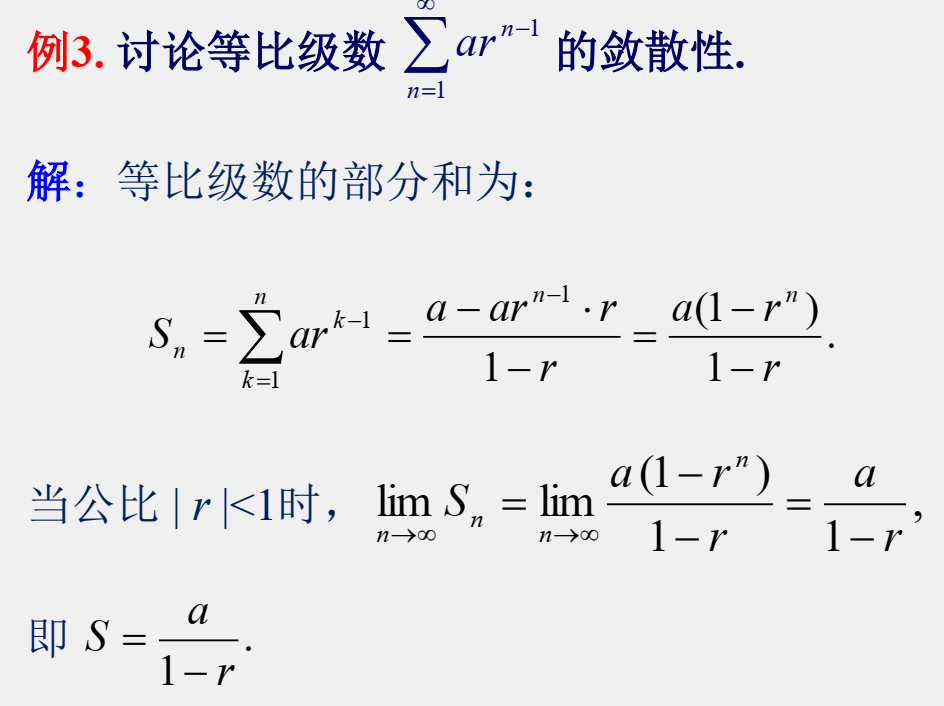 例3. 讨论等比级数 $\sum_{n=1}^{\infty} ar^{n-1}$ 的敛散性.
解：等比级数的部分和为：
$S_n = \sum_{k=1}^{n} ar^{k-1} = \frac{a - ar^{n-1} \cdot r}{1 - r} = \frac{a(1 - r^n)}{1 - r}.$
当公比 | r |<1时， $\lim_{n \to \infty} S_n = \lim_{n \to \infty} \frac{a(1 - r^n)}{1 - r} = \frac{a}{1 - r},$
即 $S = \frac{a}{1 - r}.$